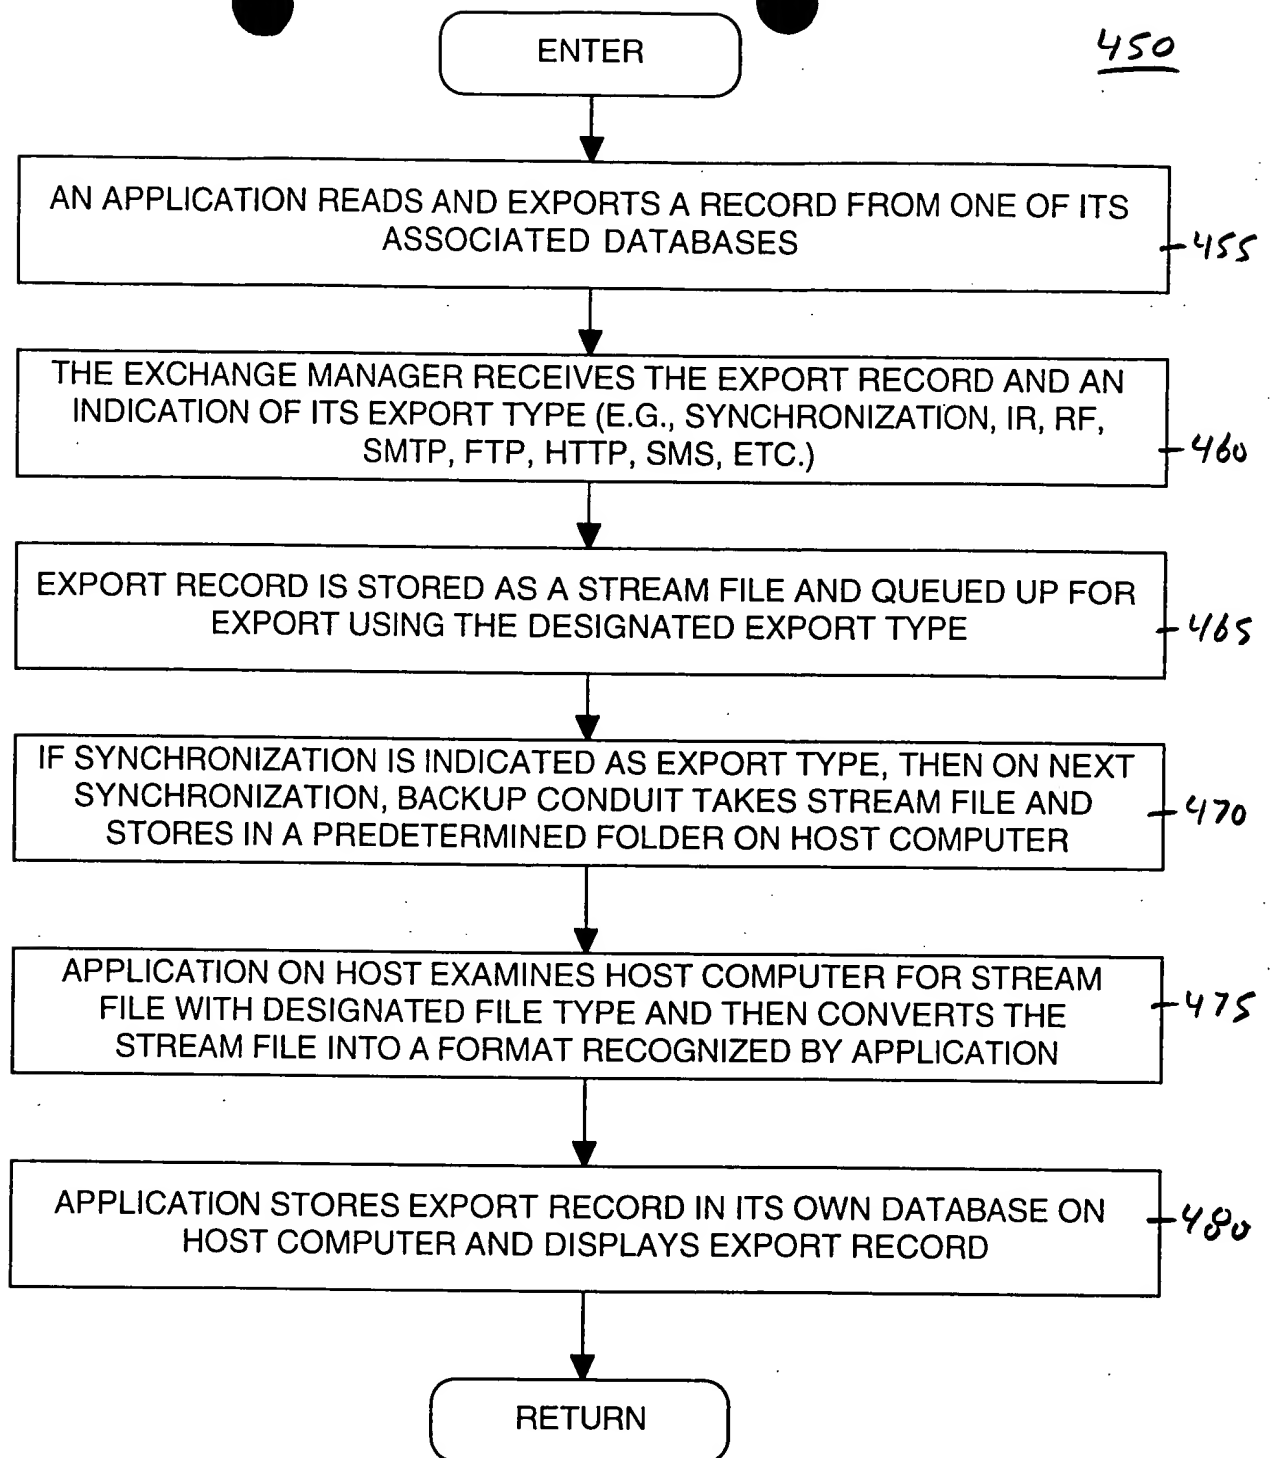 450
ENTER
AN APPLICATION READS AND EXPORTS A RECORD FROM ONE OF ITS
ASSOCIATED DATABASES
455
THE EXCHANGE MANAGER RECEIVES THE EXPORT RECORD AND AN
INDICATION OF ITS EXPORT TYPE (E.G., SYNCHRONIZATION, IR, RF,
SMTP, FTP, HTTP, SMS, ETC.)
460
EXPORT RECORD IS STORED AS A STREAM FILE AND QUEUED UP FOR
EXPORT USING THE DESIGNATED EXPORT TYPE
465
IF SYNCHRONIZATION IS INDICATED AS EXPORT TYPE, THEN ON NEXT
SYNCHRONIZATION, BACKUP CONDUIT TAKES STREAM FILE AND
STORES IN A PREDETERMINED FOLDER ON HOST COMPUTER
470
APPLICATION ON HOST EXAMINES HOST COMPUTER FOR STREAM
FILE WITH DESIGNATED FILE TYPE AND THEN CONVERTS THE
STREAM FILE INTO A FORMAT RECOGNIZED BY APPLICATION
475
APPLICATION STORES EXPORT RECORD IN ITS OWN DATABASE ON
HOST COMPUTER AND DISPLAYS EXPORT RECORD
480
RETURN